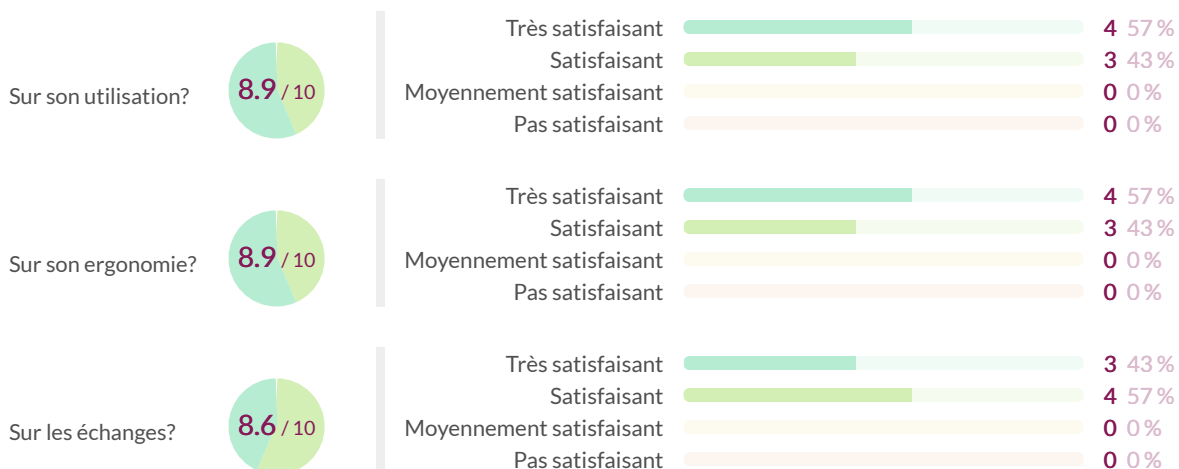 Sur son utilisation?
8.9 / 10
Très satisfaisant 4 57 %
Satisfaisant 3 43 %
Moyennement satisfaisant 0 0 %
Pas satisfaisant 0 0 %
Sur son ergonomie?
8.9 / 10
Très satisfaisant 4 57 %
Satisfaisant 3 43 %
Moyennement satisfaisant 0 0 %
Pas satisfaisant 0 0 %
Sur les échanges?
8.6 / 10
Très satisfaisant 3 43 %
Satisfaisant 4 57 %
Moyennement satisfaisant 0 0 %
Pas satisfaisant 0 0 %